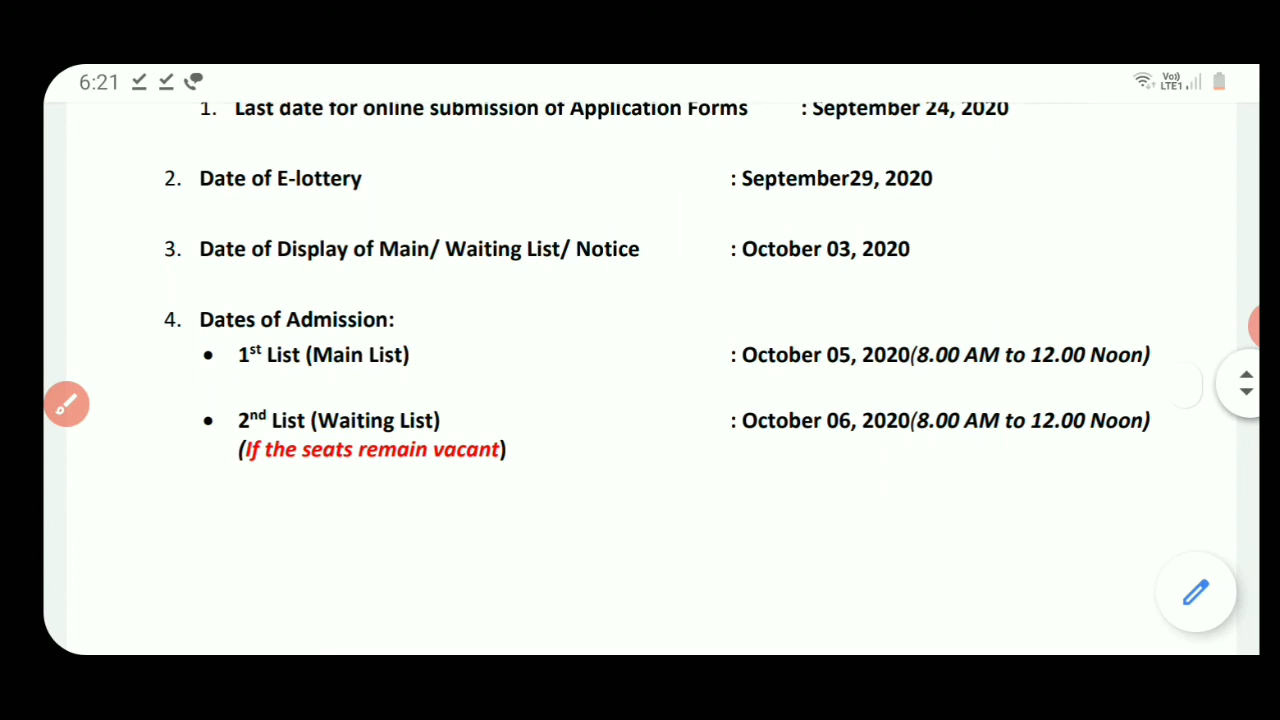 6:21
Vo)) LTE1
1. Last date for online submission of Application Forms : September 24, 2020
2. Date of E-lottery : September29, 2020
3. Date of Display of Main/ Waiting List/ Notice : October 03, 2020
4. Dates of Admission:
• 1st List (Main List) : October 05, 2020(8.00 AM to 12.00 Noon)
• 2nd List (Waiting List) : October 06, 2020(8.00 AM to 12.00 Noon)
(If the seats remain vacant)